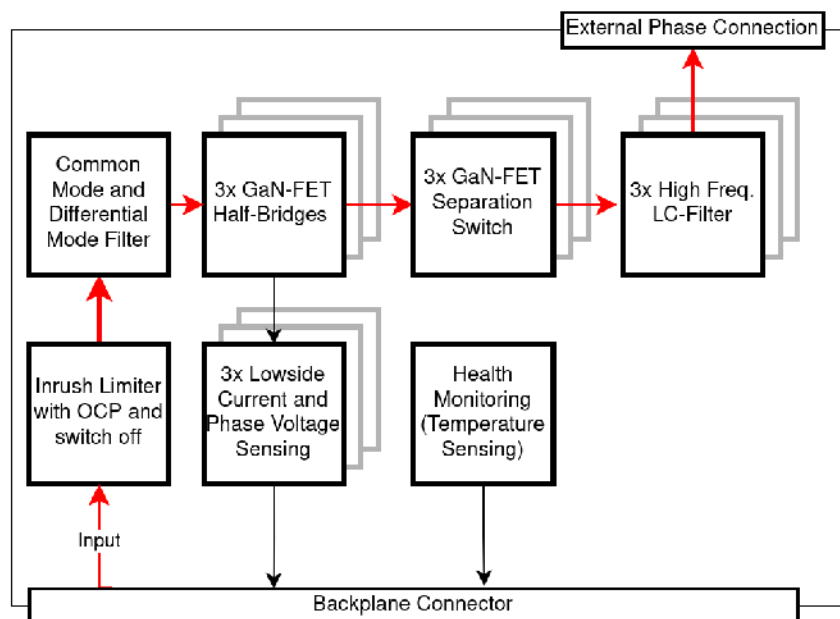 External Phase Connection
Common
Mode and
Differential
Mode Filter
3x GaN-FET
Half-Bridges
3x GaN-FET
Separation
Switch
3x High Freq.
LC-Filter
Inrush Limiter
with OCP and
switch off
3x Lowside
Current and
Phase Voltage
Sensing
Health
Monitoring
(Temperature
Sensing)
Input
Backplane Connector